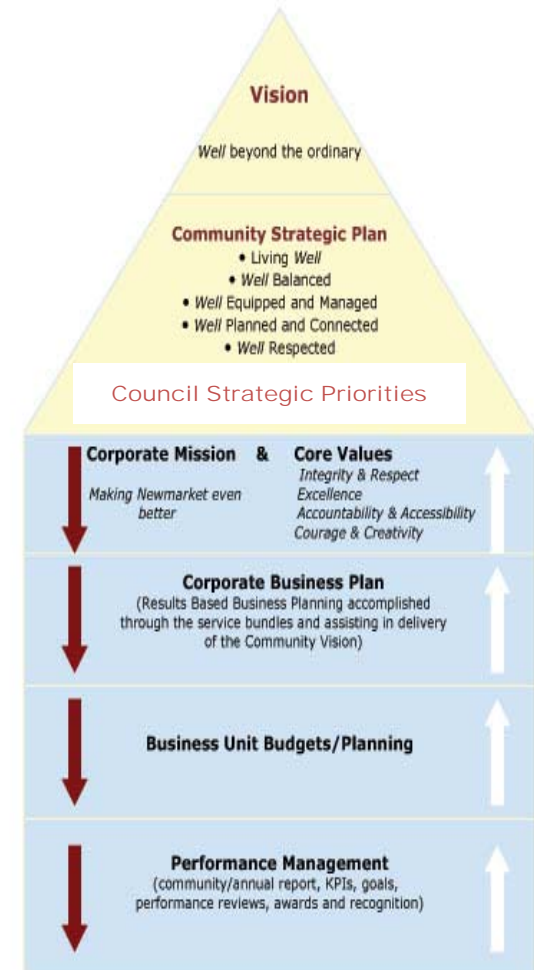 Vision
Well beyond the ordinary
Community Strategic Plan
• Living Well
• Well Balanced
• Well Equipped and Managed
• Well Planned and Connected
• Well Respected
Council Strategic Priorities
Corporate Mission & Core Values
Making Newmarket even
better
Integrity & Respect
Excellence
Accountability & Accessibility
Courage & Creativity
Corporate Business Plan
(Results Based Business Planning accomplished
through the service bundles and assisting in delivery
of the Community Vision)
Business Unit Budgets/Planning
Performance Management
(community/annual report, KPIs, goals,
performance reviews, awards and recognition)